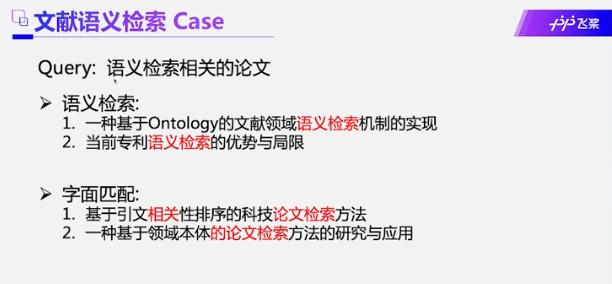 文献语义检索 Case
飞桨
Query: 语义检索相关的论文
➢ 语义检索:
1. 一种基于Ontology的文献领域语义检索机制的实现
2. 当前专利语义检索的优势与局限
➢ 字面匹配:
1. 基于引文相关性排序的科技论文检索方法
2. 一种基于领域本体的论文检索方法的研究与应用